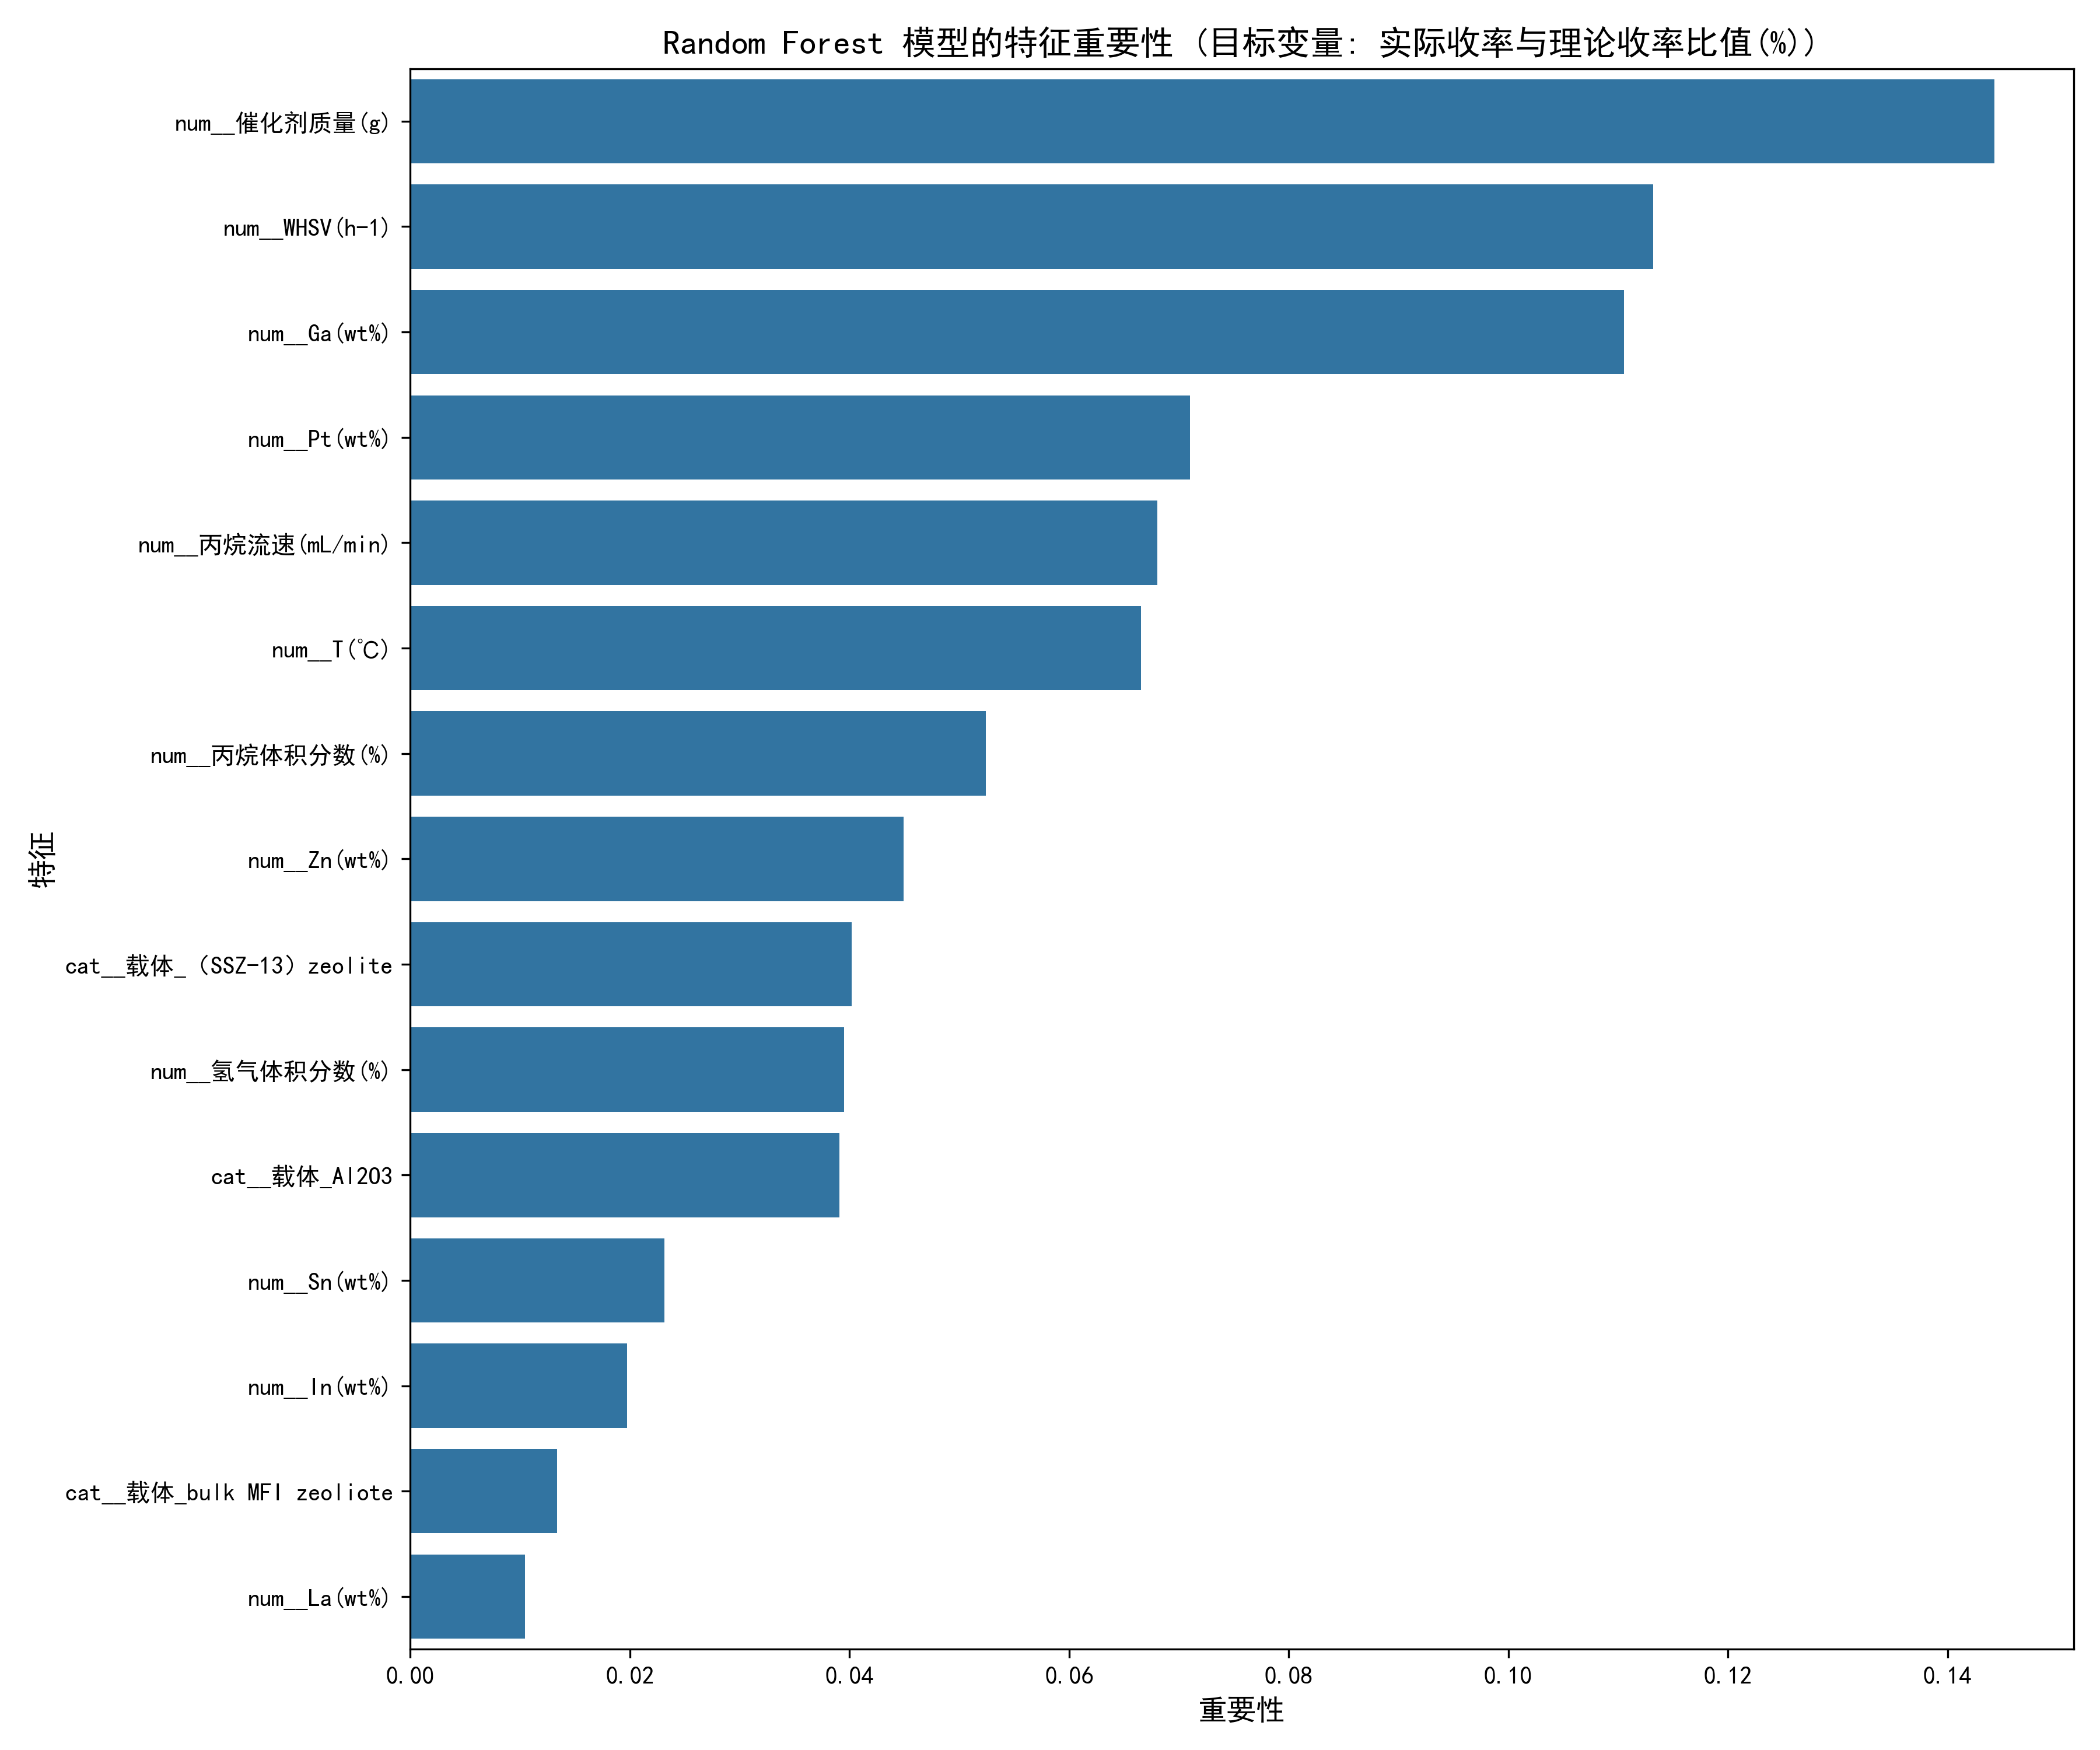 Random Forest 模型的特征重要性 (目标变量: 实际收率与理论收率比值(%))
num__催化剂质量(g)
num__WHSV(h-1)
num__Ga(wt%)
num__Pt(wt%)
num__丙烷流速(mL/min)
num__T(℃)
num__丙烷体积分数(%)
num__Zn(wt%)
cat__载体_（SSZ-13）zeolite
num__氢气体积分数(%)
cat__载体_Al2O3
num__Sn(wt%)
num__In(wt%)
cat__载体_bulk MFI zeoliote
num__La(wt%)
特征
0.00 0.02 0.04 0.06 0.08 0.10 0.12 0.14
重要性